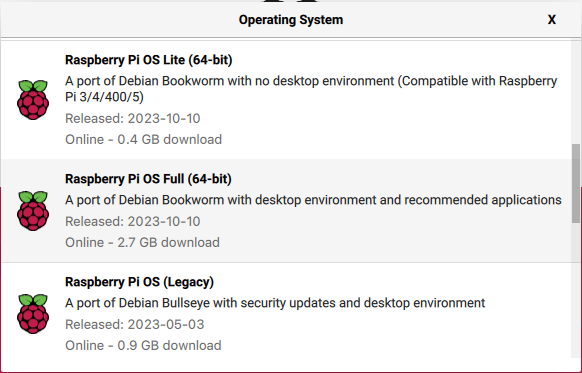 Operating System
X
Raspberry Pi OS Lite (64-bit)
A port of Debian Bookworm with no desktop environment (Compatible with Raspberry
Pi 3/4/400/5)
Released: 2023-10-10
Online - 0.4 GB download
Raspberry Pi OS Full (64-bit)
A port of Debian Bookworm with desktop environment and recommended applications
Released: 2023-10-10
Online - 2.7 GB download
Raspberry Pi OS (Legacy)
A port of Debian Bullseye with security updates and desktop environment
Released: 2023-05-03
Online - 0.9 GB download